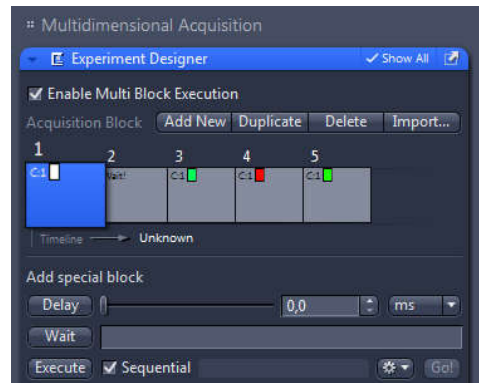 Multidimensional Acquisition
Experiment Designer Show All
Enable Multi Block Execution
Acquisition Block Add New Duplicate Delete Import...
1 2 3 4 5
C:1 Wait! C:1 C:1 C:1
Timeline Unknown
Add special block
Delay 0,0 ms
Wait
Execute Sequential Go!